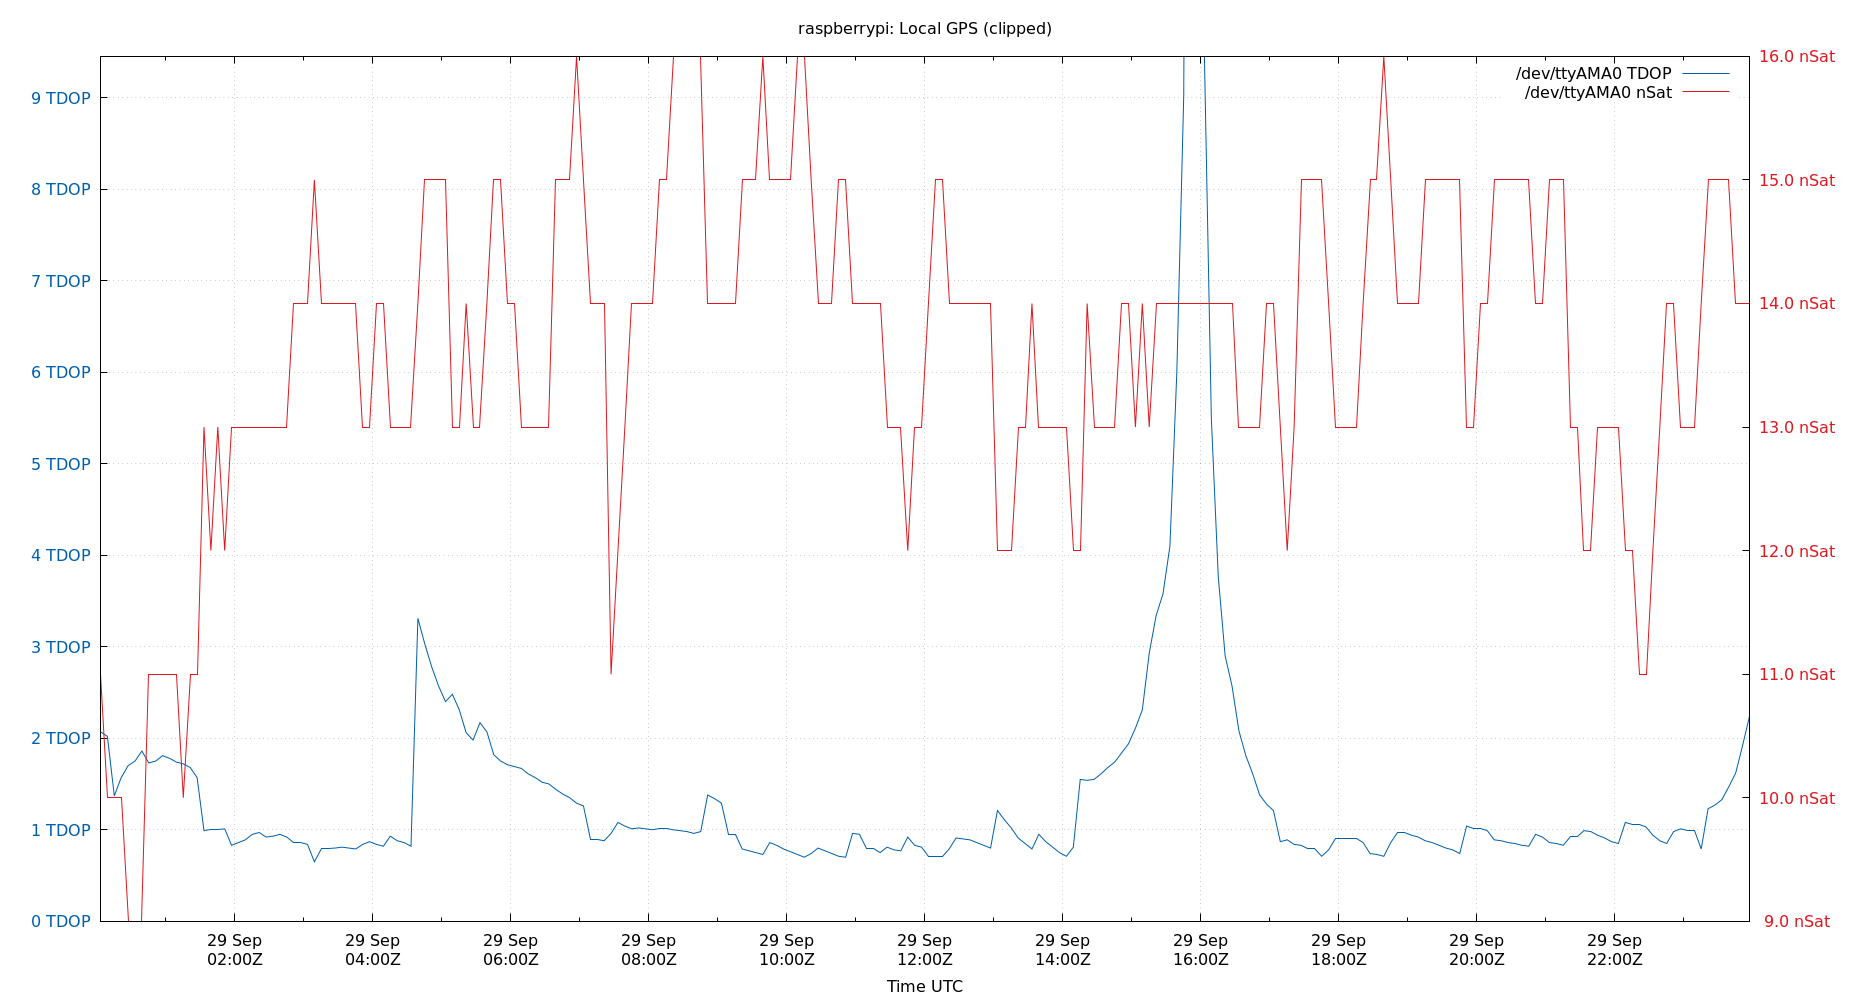 raspberrypi: Local GPS (clipped)
/dev/ttyAMA0 TDOP
/dev/ttyAMA0 nSat
9 TDOP
8 TDOP
7 TDOP
6 TDOP
5 TDOP
4 TDOP
3 TDOP
2 TDOP
1 TDOP
0 TDOP
16.0 nSat
15.0 nSat
14.0 nSat
13.0 nSat
12.0 nSat
11.0 nSat
10.0 nSat
9.0 nSat
29 Sep
02:00Z
29 Sep
04:00Z
29 Sep
06:00Z
29 Sep
08:00Z
29 Sep
10:00Z
29 Sep
12:00Z
29 Sep
14:00Z
29 Sep
16:00Z
29 Sep
18:00Z
29 Sep
20:00Z
29 Sep
22:00Z
Time UTC